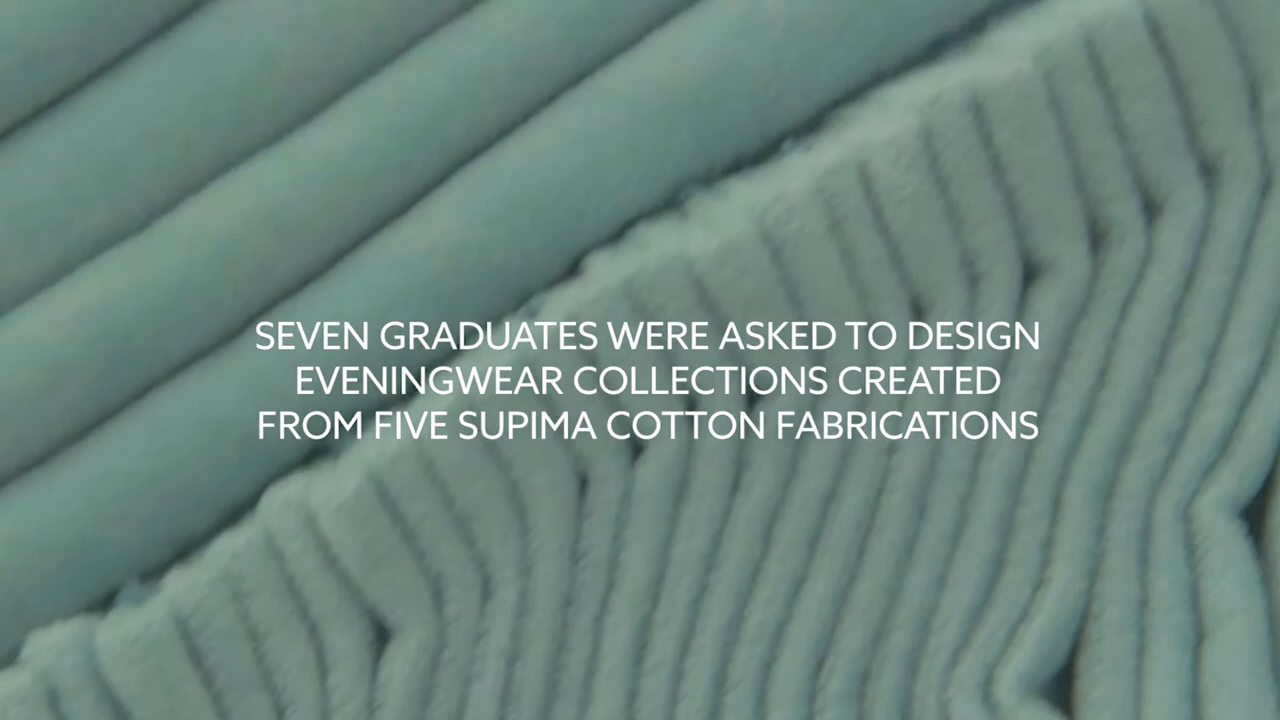 SEVEN GRADUATES WERE ASKED TO DESIGN
EVENINGWEAR COLLECTIONS CREATED
FROM FIVE SUPIMA COTTON FABRICATIONS